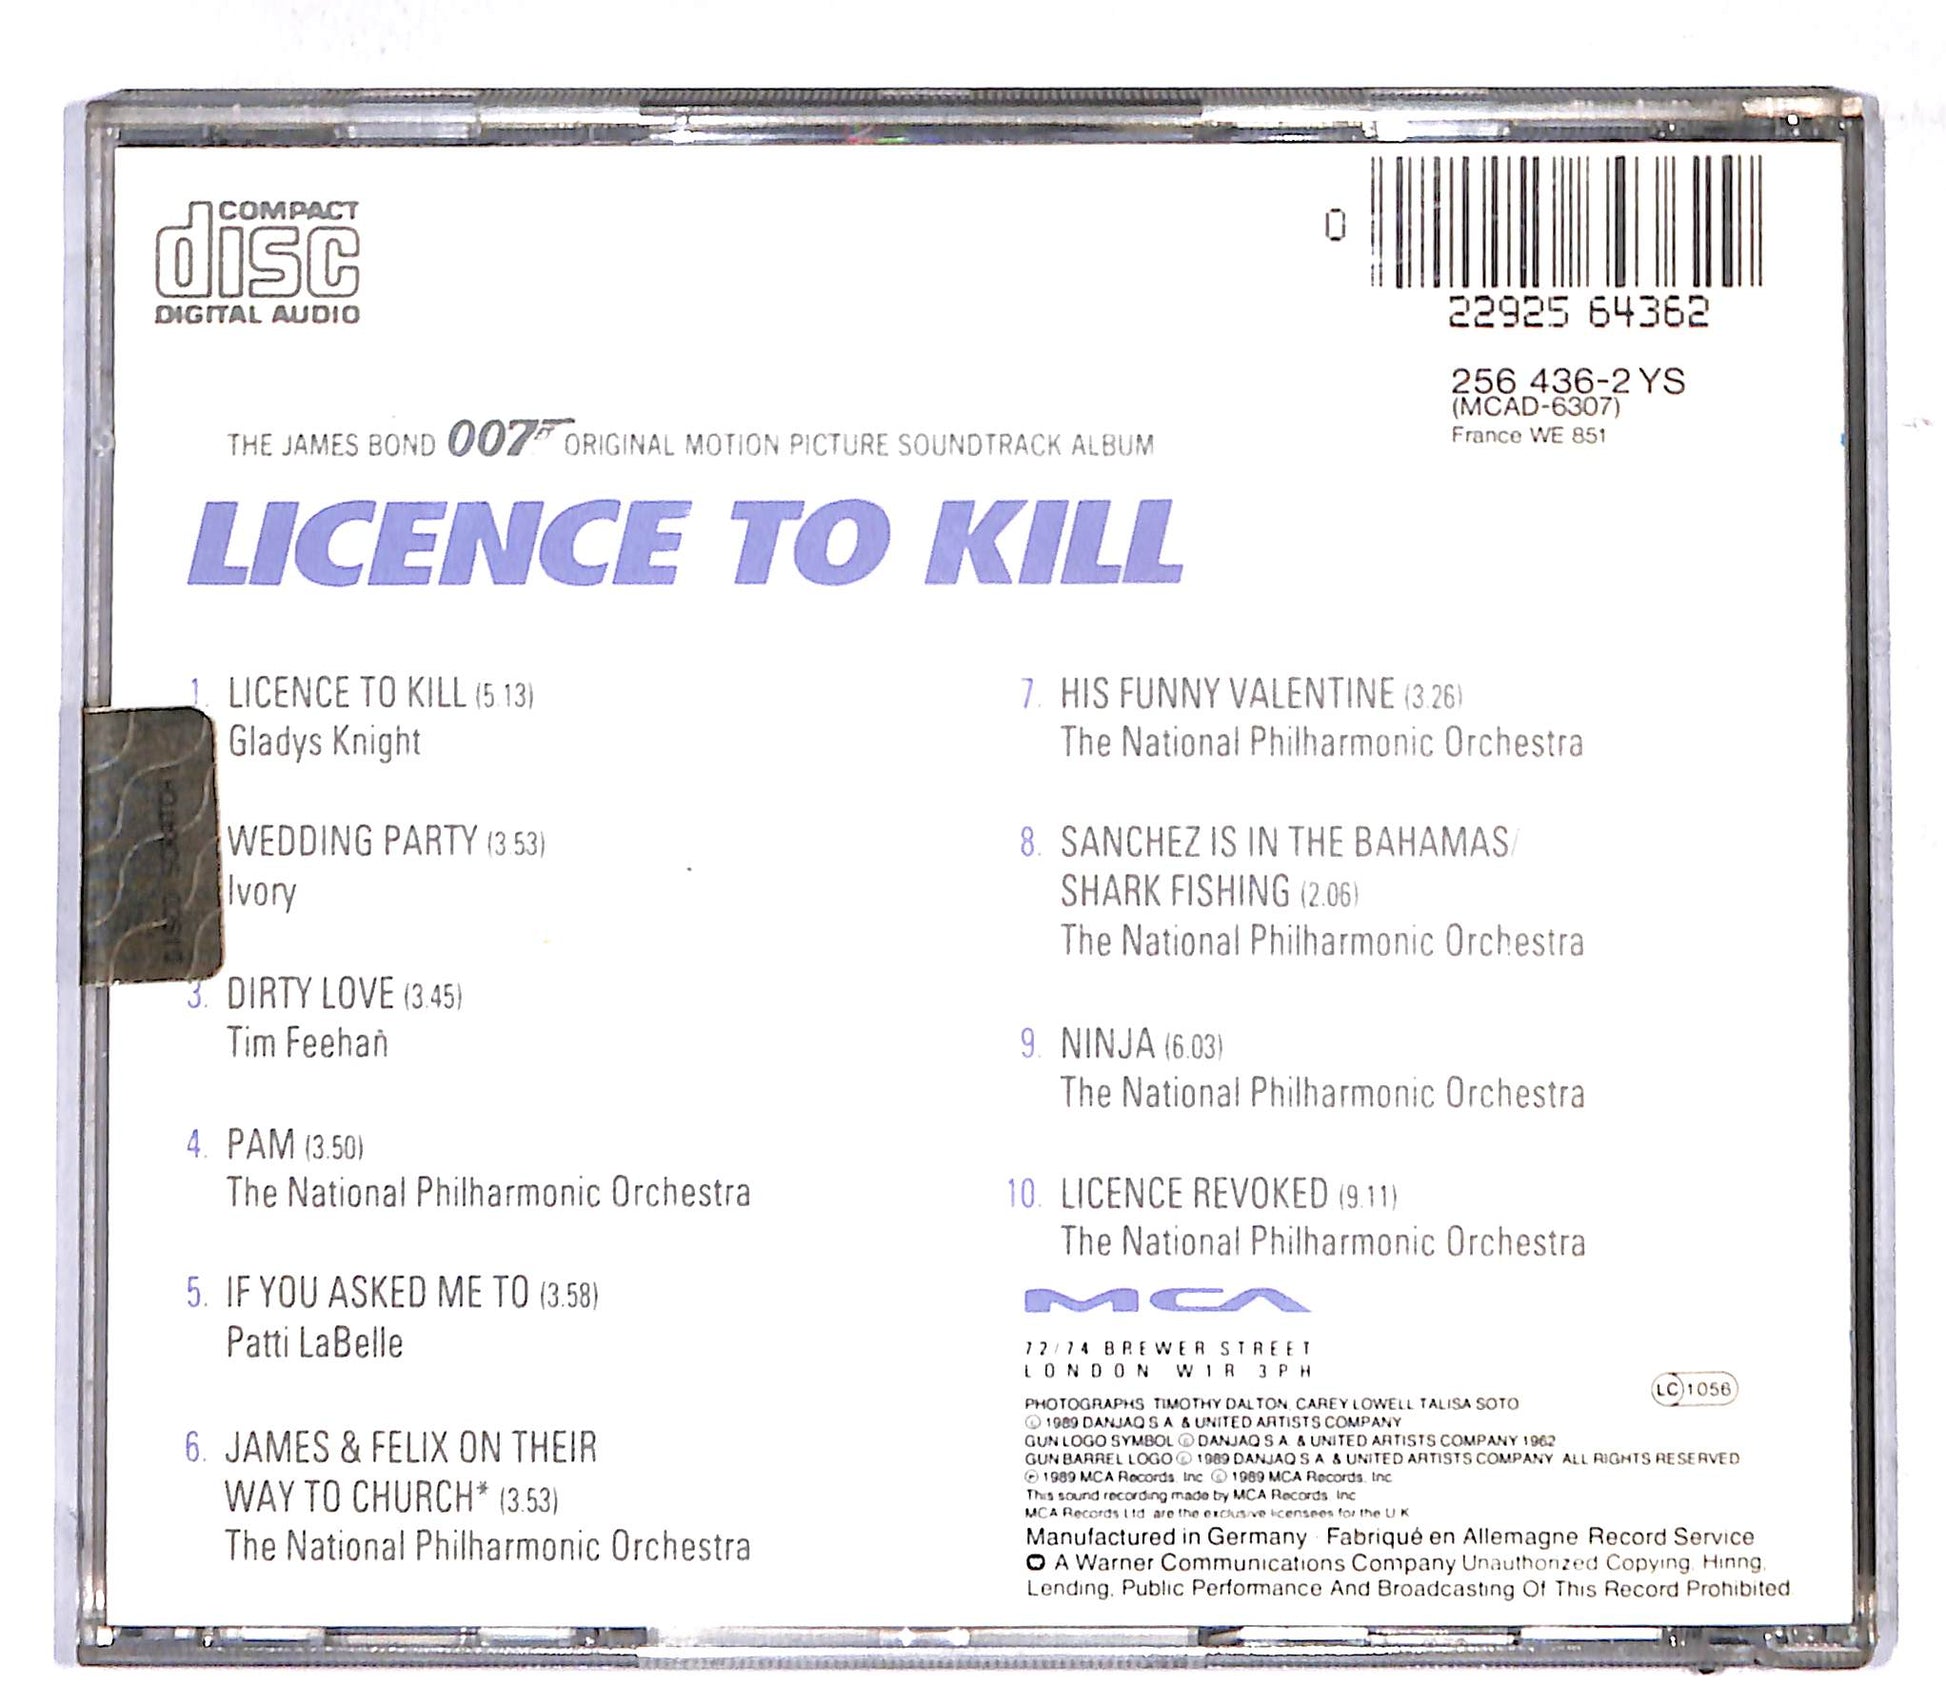 COMPACT
disc
DIGITAL AUDIO
0
22925 64362
256 436-2 YS
(MCAD-6307)
France WE 851
THE JAMES BOND 007 ORIGINAL MOTION PICTURE SOUNDTRACK ALBUM
LICENCE TO KILL
1. LICENCE TO KILL (5.13)
Gladys Knight
WEDDING PARTY (3.53)
Ivory
3. DIRTY LOVE (3.45)
Tim Feehan
4. PAM (3.50)
The National Philharmonic Orchestra
5. IF YOU ASKED ME TO (3.58)
Patti LaBelle
6. JAMES & FELIX ON THEIR
WAY TO CHURCH* (3.53)
The National Philharmonic Orchestra
7. HIS FUNNY VALENTINE (3.26)
The National Philharmonic Orchestra
8. SANCHEZ IS IN THE BAHAMAS/
SHARK FISHING (2.06)
The National Philharmonic Orchestra
9. NINJA (6.03)
The National Philharmonic Orchestra
10. LICENCE REVOKED (9.11)
The National Philharmonic Orchestra
MCA
72/74 BREWER STREET
LONDON W1R 3PH
LC 1056
PHOTOGRAPHS TIMOTHY DALTON, CAREY LOWELL TALISA SOTO
© 1989 DANJAQ S.A. & UNITED ARTISTS COMPANY
GUN LOGO SYMBOL © DANJAQ S.A. & UNITED ARTISTS COMPANY 1962
GUN BARREL LOGO © 1989 DANJAQ S.A. & UNITED ARTISTS COMPANY ALL RIGHTS RESERVED
℗ 1989 MCA Records, Inc. © 1989 MCA Records, Inc.
This sound recording made by MCA Records Inc
MCA Records Ltd are the exclusive licensees for the U K
Manufactured in Germany · Fabriqué en Allemagne Record Service
A Warner Communications Company Unauthorized Copying, Hiring,
Lending, Public Performance And Broadcasting Of This Record Prohibited